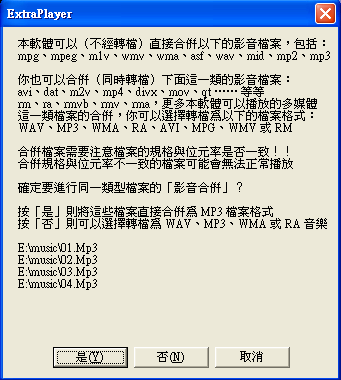 ExtraPlayer
本軟體可以（不經轉檔）直接合併以下的影音檔案，包括：
mpg、mpeg、m1v、wmv、wma、asf、wav、mid、mp2、mp3
你也可以合併（同時轉檔）下面這一類的影音檔案：
avi、dat、m2v、mp4、divx、mov、qt …… 等等
rm、ra、rmvb、rmv、rma，更多本軟體可以播放的多媒體
這一類檔案的合併，你可以選擇轉檔為以下的檔案格式：
WAV、MP3、WMA、RA、AVI、MPG、WMV 或 RM
合併檔案需要注意檔案的規格與位元率是否一致！！
合併規格與位元率不一致的檔案可能會無法正常播放
確定要進行同一類型檔案的「影音合併」？
按「是」則將這些檔案直接合併為 MP3 檔案格式
按「否」則可以選擇轉檔為 WAV、MP3、WMA 或 RA 音樂
E:\music\01.Mp3
E:\music\02.Mp3
E:\music\03.Mp3
E:\music\04.Mp3
是(Y) 否(N) 取消